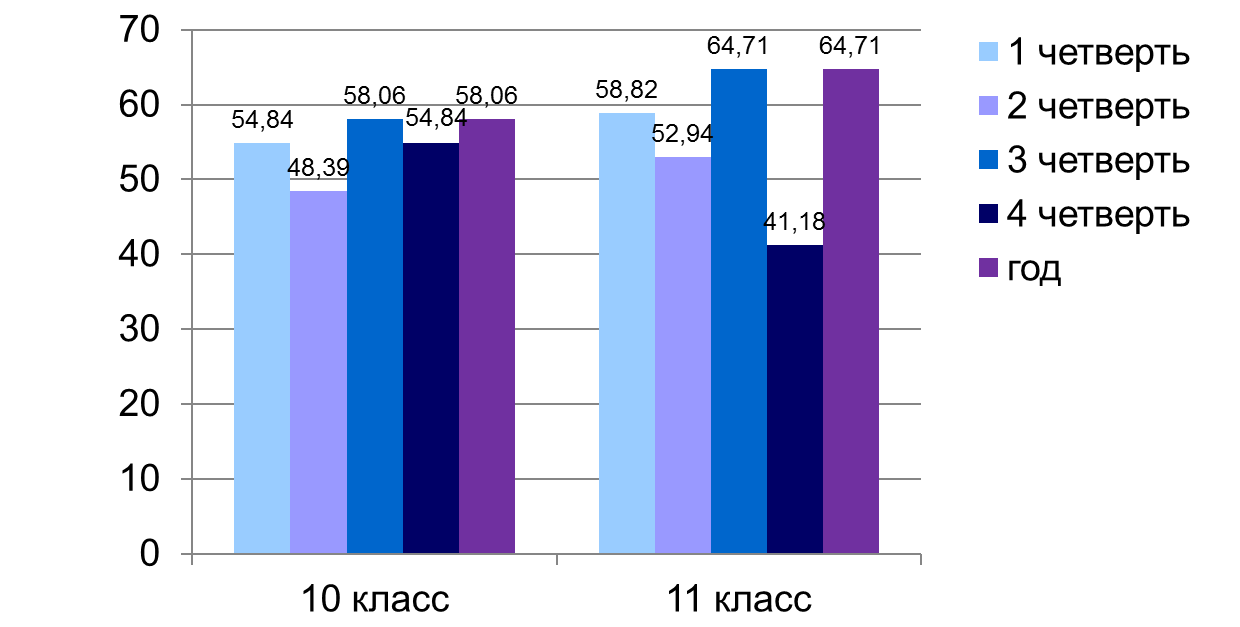 70
60
50
40
30
20
10
0
54,84
48,39
58,06
54,84
58,06
58,82
52,94
64,71
41,18
64,71
10 класс
11 класс
1 четверть
2 четверть
3 четверть
4 четверть
год